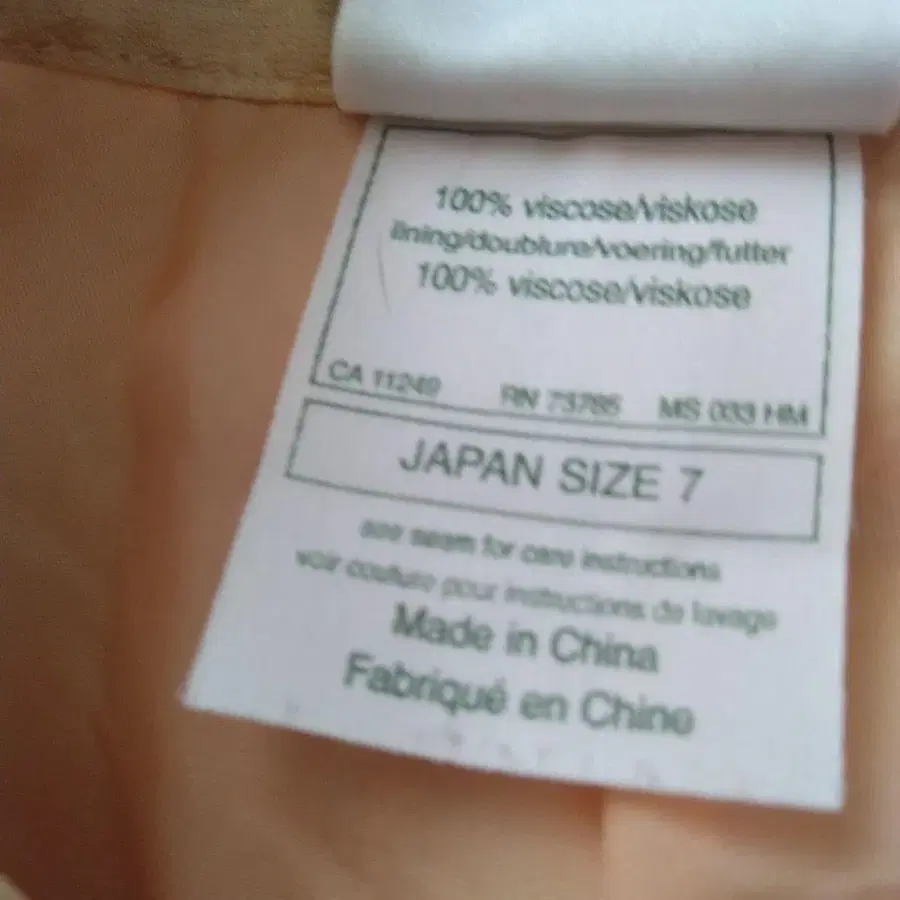 100% viscose/viskose
lining/doublure/voering/futter
100% viscose/viskose
CA 11249 RN 73785 MS 033 HM
JAPAN SIZE 7
see seam for care instructions
voir couture pour instructions de lavage
Made in China
Fabriqué en Chine